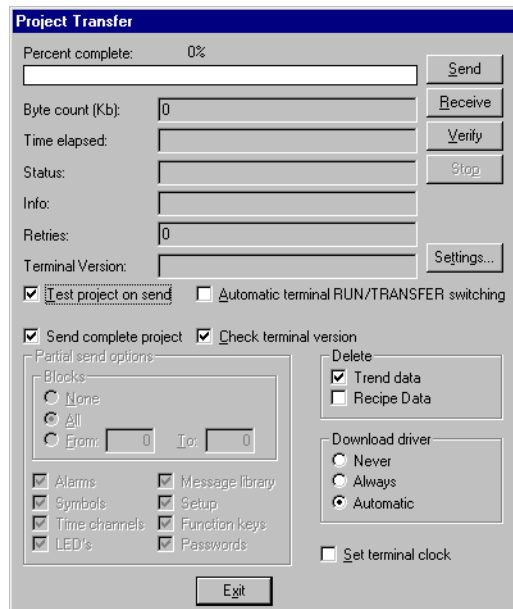 Project Transfer
Percent complete: 0%
Send
Byte count (Kb): 0
Receive
Time elapsed:
Verify
Status:
Stop
Info:
Retries: 0
Terminal Version:
Settings...
Test project on send
Automatic terminal RUN/TRANSFER switching
Send complete project
Check terminal version
Partial send options
Blocks
None
All
From: 0 To: 0
Alarms
Message library
Symbols
Setup
Time channels
Function keys
LED's
Passwords
Delete
Trend data
Recipe Data
Download driver
Never
Always
Automatic
Set terminal clock
Exit